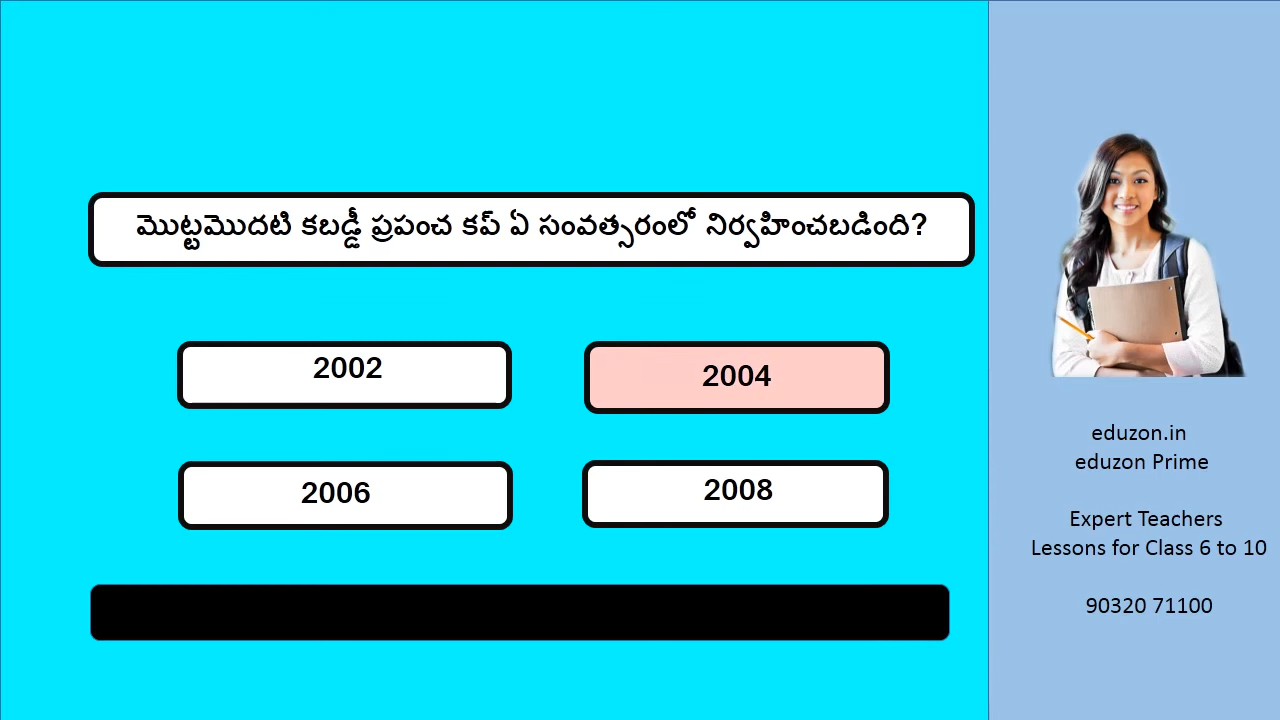 మొట్టమొదటి కబడ్డీ ప్రపంచ కప్ ఏ సంవత్సరంలో నిర్వహించబడింది?
2002
2004
2006
2008
eduzon.in
eduzon Prime
Expert Teachers
Lessons for Class 6 to 10
90320 71100